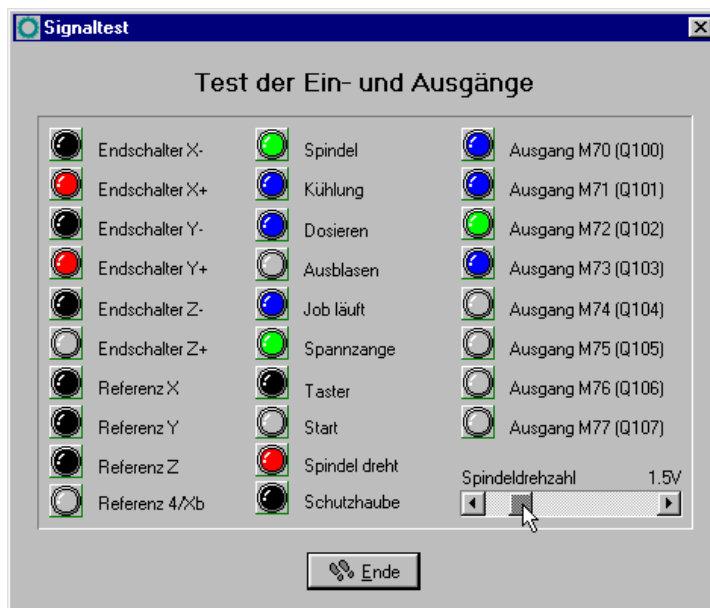 Signaltest
Test der Ein- und Ausgänge
Endschalter X-
Endschalter X+
Endschalter Y-
Endschalter Y+
Endschalter Z-
Endschalter Z+
Referenz X
Referenz Y
Referenz Z
Referenz 4/Xb
Spindel
Kühlung
Dosieren
Ausblasen
Job läuft
Spannzange
Taster
Start
Spindel dreht
Schutzhaube
Ausgang M70 (Q100)
Ausgang M71 (Q101)
Ausgang M72 (Q102)
Ausgang M73 (Q103)
Ausgang M74 (Q104)
Ausgang M75 (Q105)
Ausgang M76 (Q106)
Ausgang M77 (Q107)
Spindeldrehzahl 1.5V
Ende